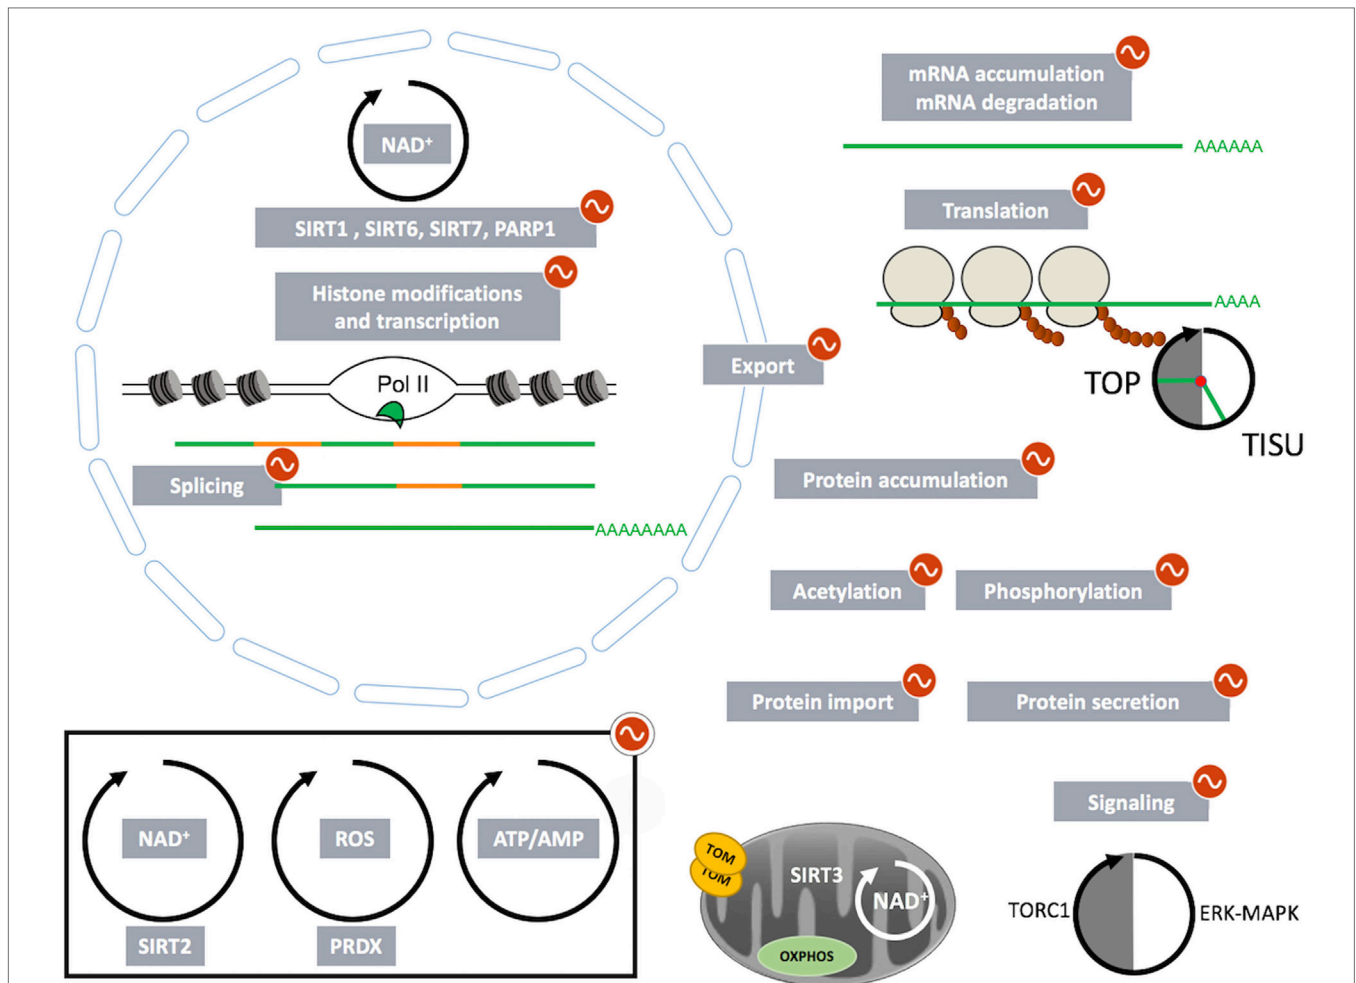 NAD+
SIRT1 , SIRT6, SIRT7, PARP1
Histone modifications
and transcription
Pol II
Splicing
AAAAAAAA
Export
mRNA accumulation
mRNA degradation
AAAAAA
Translation
AAAA
TOP
TISU
Protein accumulation
Acetylation
Phosphorylation
Protein import
Protein secretion
Signaling
TORC1
ERK-MAPK
NAD+
SIRT2
ROS
PRDX
ATP/AMP
TOM
TOM
SIRT3
NAD+
OXPHOS